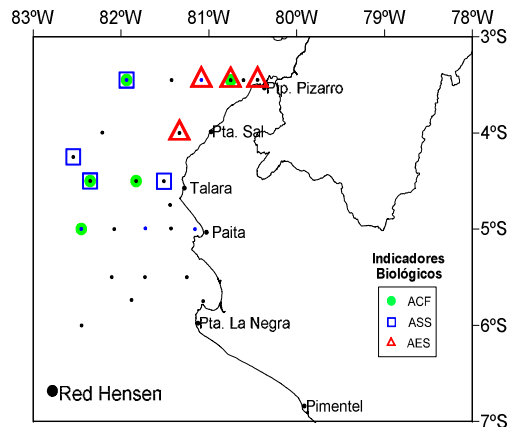 83°W 82°W 81°W 80°W 79°W 78°W
3°S
Pto. Pizarro
Pta. Sal
4°S
Talara
Paita
5°S
Indicadores
Biológicos
ACF
ASS
AES
Pta. La Negra
6°S
Red Hensen
Pimentel
7°S